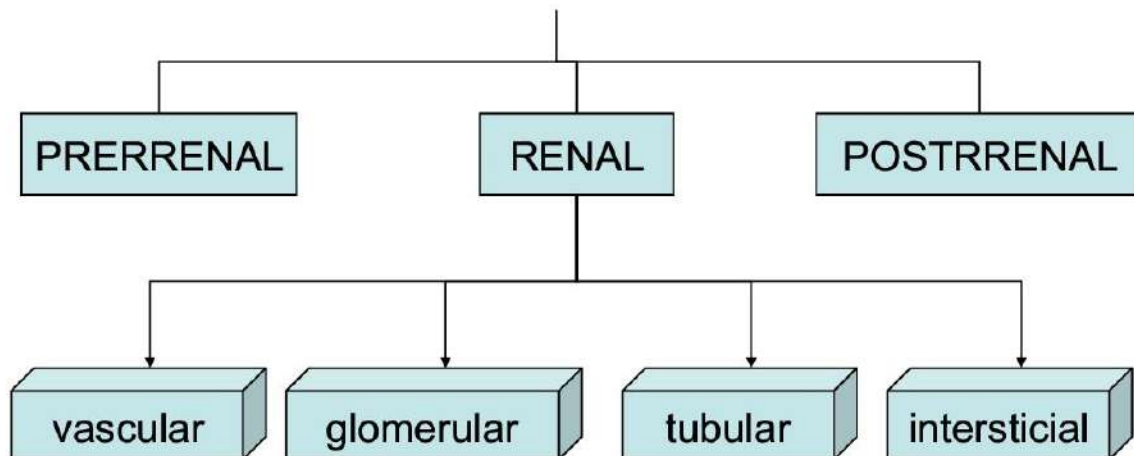 PRERRENAL RENAL POSTRRENAL
vascular glomerular tubular intersticial